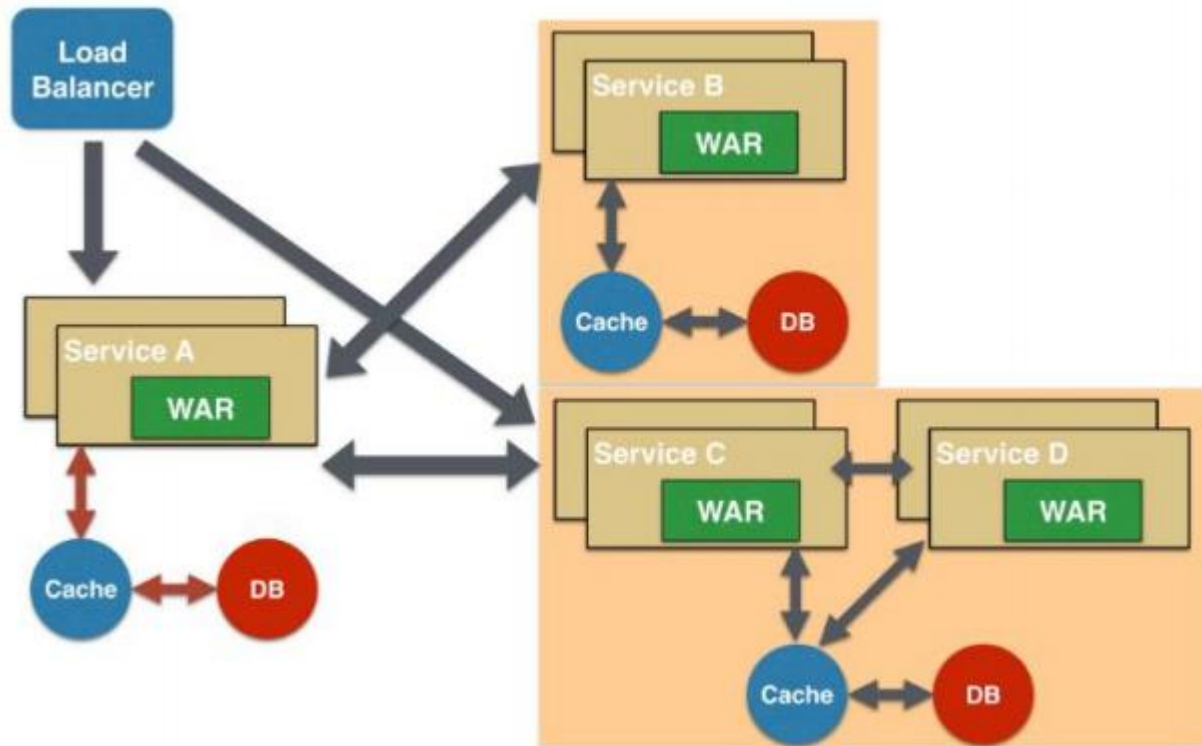 Load
Balancer
Service B
WAR
Cache
DB
Service A
WAR
Service C
WAR
Service D
WAR
Cache
DB
Cache
DB